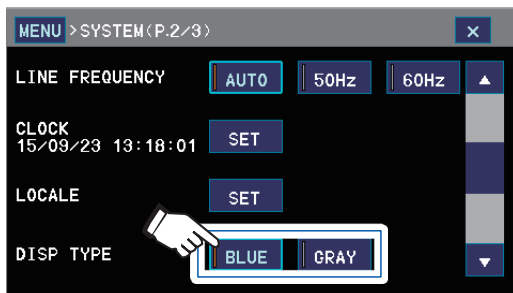 MENU >SYSTEM(P.2/3) ×
LINE FREQUENCY AUTO 50Hz 60Hz ▲
CLOCK
15/09/23 13:18:01 SET
LOCALE SET
DISP TYPE BLUE GRAY ▼